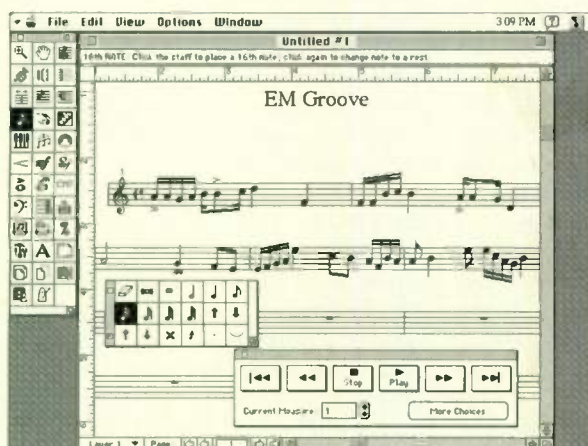 File Edit View Options Window 3:09 PM
Untitled #1
16th NOTE: Click the staff to place a 16th note; click again to change note to a rest.
EM Groove
A
Stop Play
Current Measure: 1 More Choices
Layer 1 Page: 1